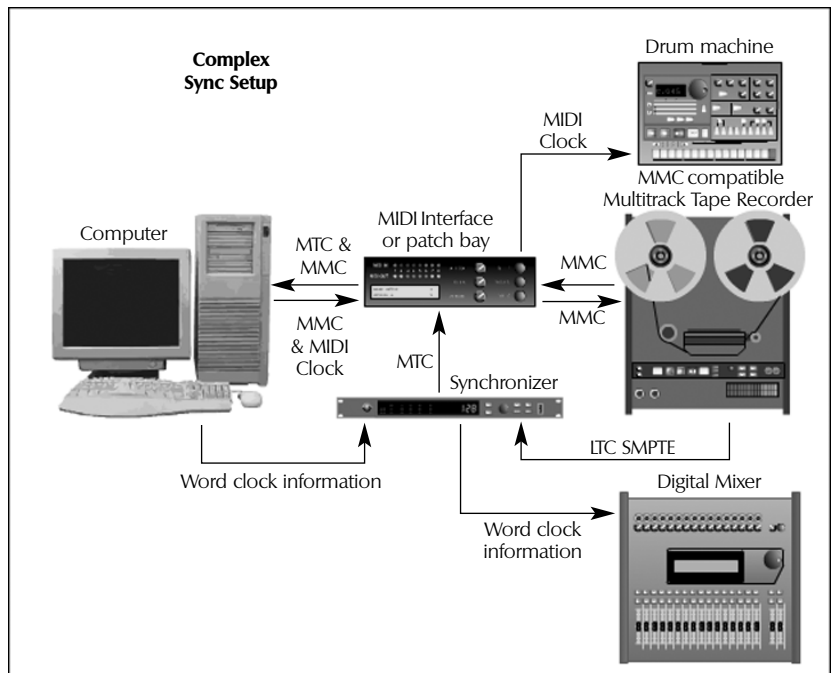 Complex
Sync Setup
Drum machine
MIDI
Clock
MMC compatible
Multitrack Tape Recorder
MIDI Interface
or patch bay
Computer
MTC &
MMC
MMC
MMC
& MIDI
Clock
MMC
MTC
Synchronizer
128
LTC SMPTE
Word clock information
Digital Mixer
Word clock
information